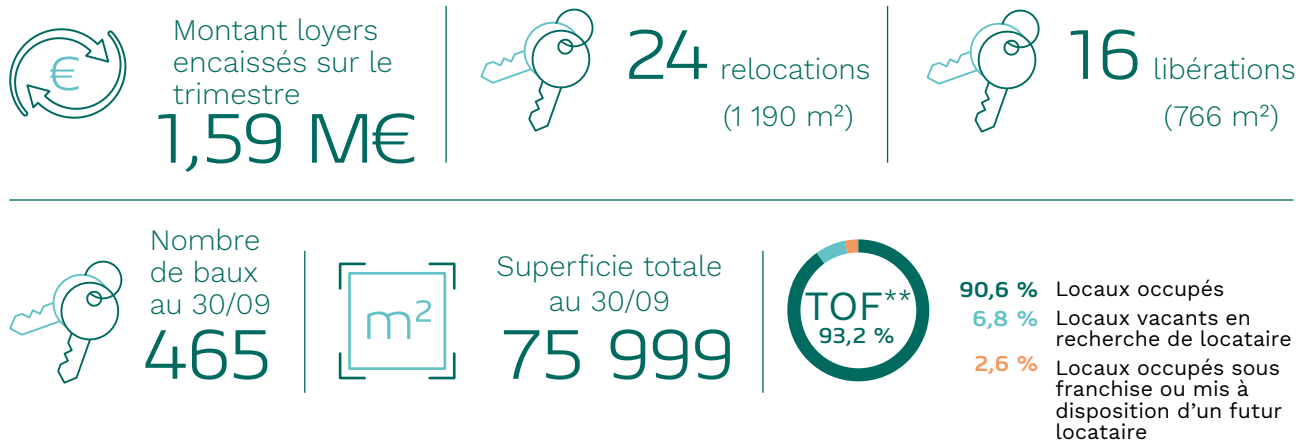 €
Montant loyers
encaissés sur le
trimestre
1,59 M€
24 relocations
(1 190 m²)
16 libérations
(766 m²)
Nombre
de baux
au 30/09
465
m²
Superficie totale
au 30/09
75 999
TOF**
93,2 %
90,6 % Locaux occupés
6,8 % Locaux vacants en
recherche de locataire
2,6 % Locaux occupés sous
franchise ou mis à
disposition d'un futur
locataire